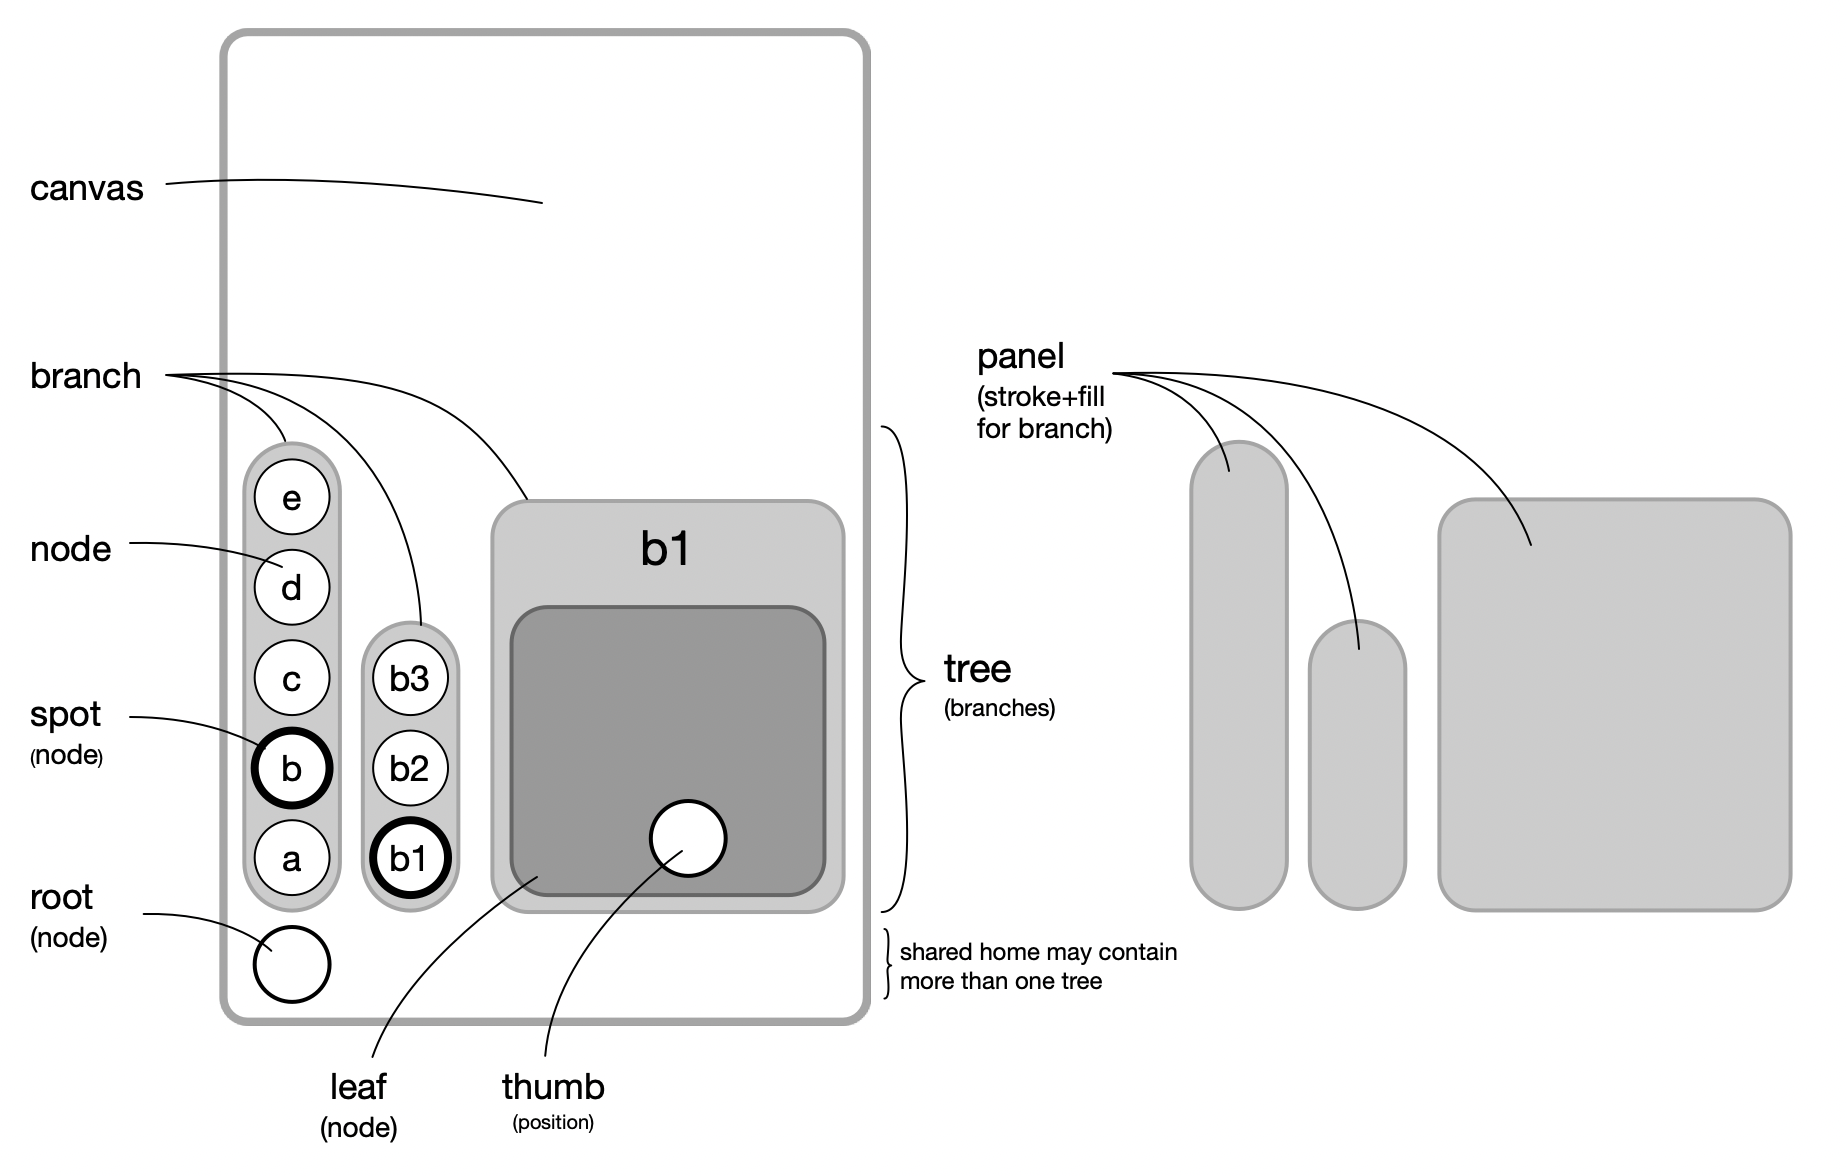 canvas
branch
node
spot
(node)
root
(node)
e
d
c
b
a
b3
b2
b1
b1
leaf
(node)
thumb
(position)
tree
(branches)
shared home may contain
more than one tree
panel
(stroke+fill
for branch)